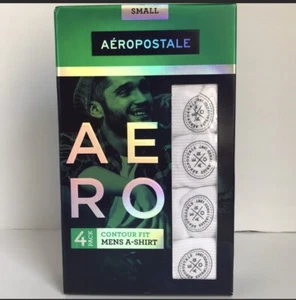 SMALL
AÉROPOSTALE
AE
RO
4 PACK
CONTOUR FIT
MENS A-SHIRT